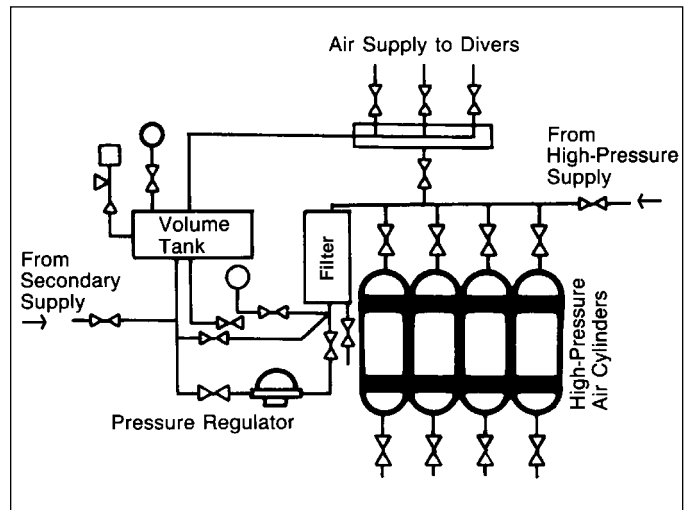 Air Supply to Divers
From
High-Pressure
Supply
Volume
Tank
From
Secondary
Supply
Filter
High-Pressure
Air Cylinders
Pressure Regulator